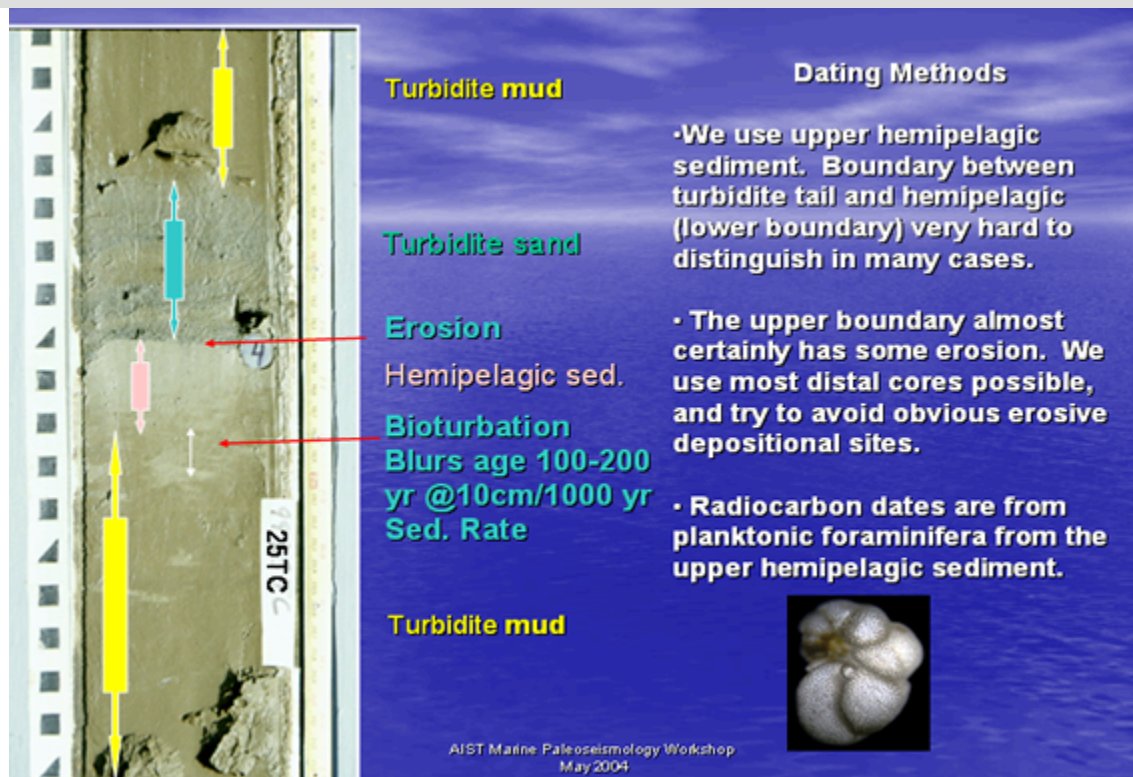 Turbidite mud
Turbidite sand
Erosion
Hemipelagic sed.
Bioturbation
Blurs age 100-200
yr @10cm/1000 yr
Sed. Rate
Turbidite mud
4
25TC
Dating Methods
•We use upper hemipelagic
sediment. Boundary between
turbidite tail and hemipelagic
(lower boundary) very hard to
distinguish in many cases.
• The upper boundary almost
certainly has some erosion. We
use most distal cores possible,
and try to avoid obvious erosive
depositional sites.
• Radiocarbon dates are from
planktonic foraminifera from the
upper hemipelagic sediment.
AIST Marine Paleoseismology Workshop
May 2004